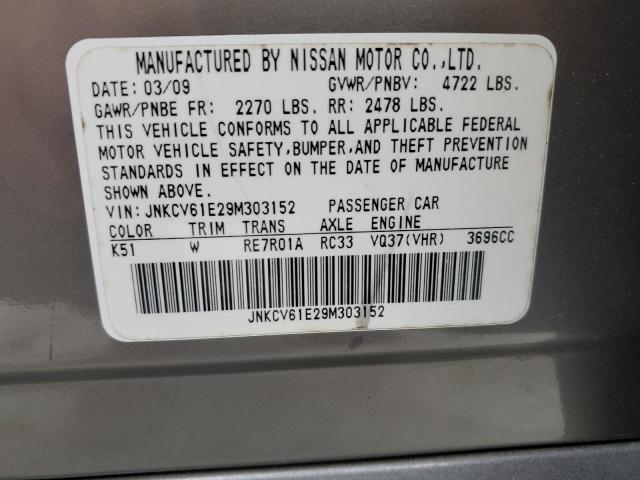 MANUFACTURED BY NISSAN MOTOR CO.,LTD.
DATE: 03/09 GVWR/PNBV: 4722 LBS.
GAWR/PNBE FR: 2270 LBS. RR: 2478 LBS.
THIS VEHICLE CONFORMS TO ALL APPLICABLE FEDERAL
MOTOR VEHICLE SAFETY,BUMPER,AND THEFT PREVENTION
STANDARDS IN EFFECT ON THE DATE OF MANUFACTURE
SHOWN ABOVE.
VIN: JNKCV61E29M303152 PASSENGER CAR
COLOR TRIM TRANS AXLE ENGINE
K51 W RE7R01A RC33 VQ37(VHR) 3696CC
JNKCV61E29M303152